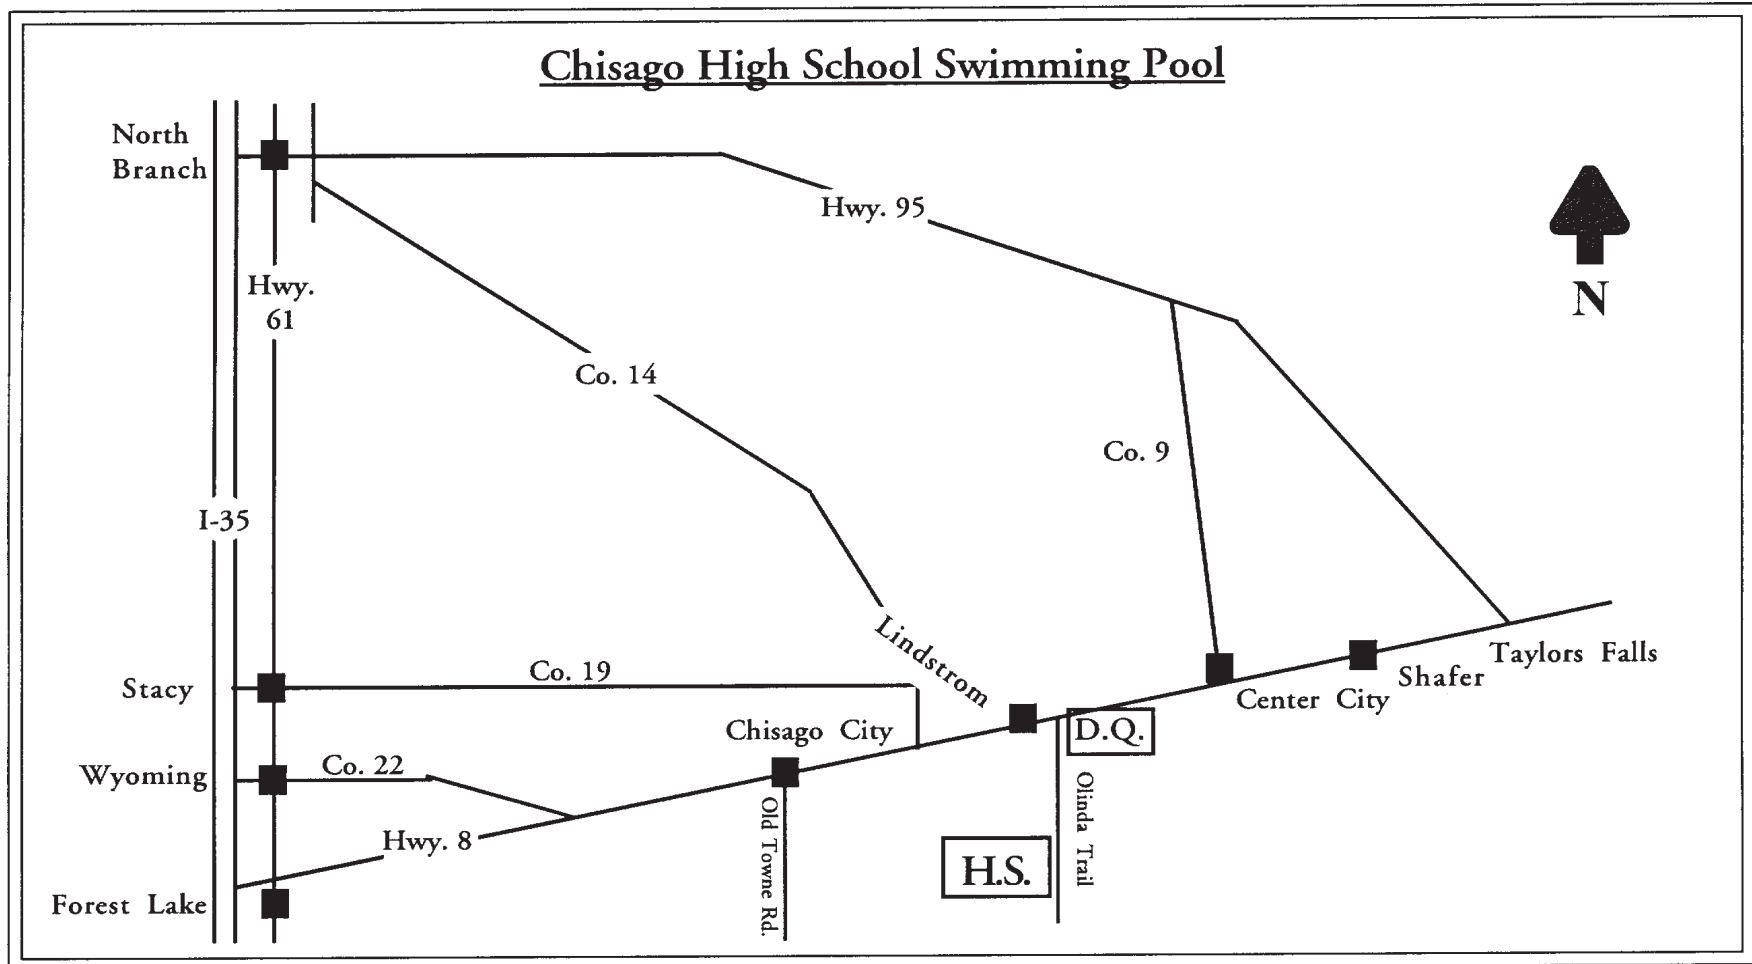 Chisago High School Swimming Pool
North
Branch
Hwy. 95
Hwy.
61
N
Co. 14
Co. 9
I-35
Lindstrom
Taylors Falls
Shafer
Co. 19
Stacy
Center City
Chisago City
D.Q.
Wyoming
Co. 22
Olinda Trail
Old Towne Rd.
Hwy. 8
H.S.
Forest Lake